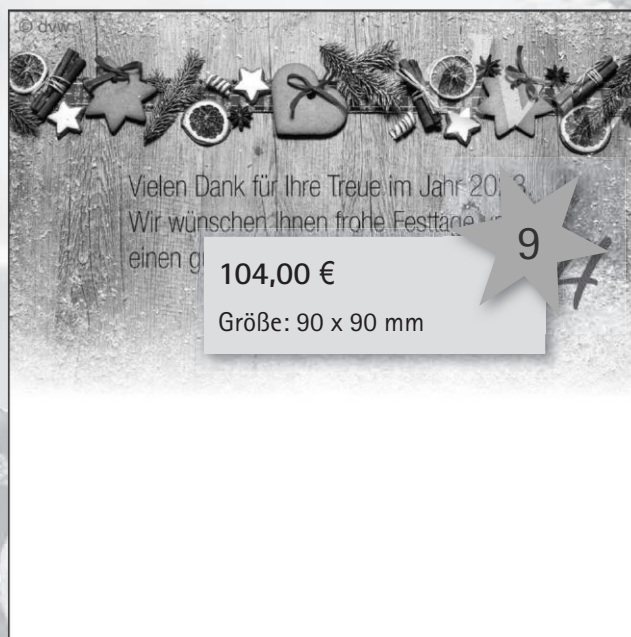 © dvw
Vielen Dank für Ihre Treue im Jahr
Wir wünschen Ihnen frohe Festtage
einen
9
104,00 €
Größe: 90 x 90 mm